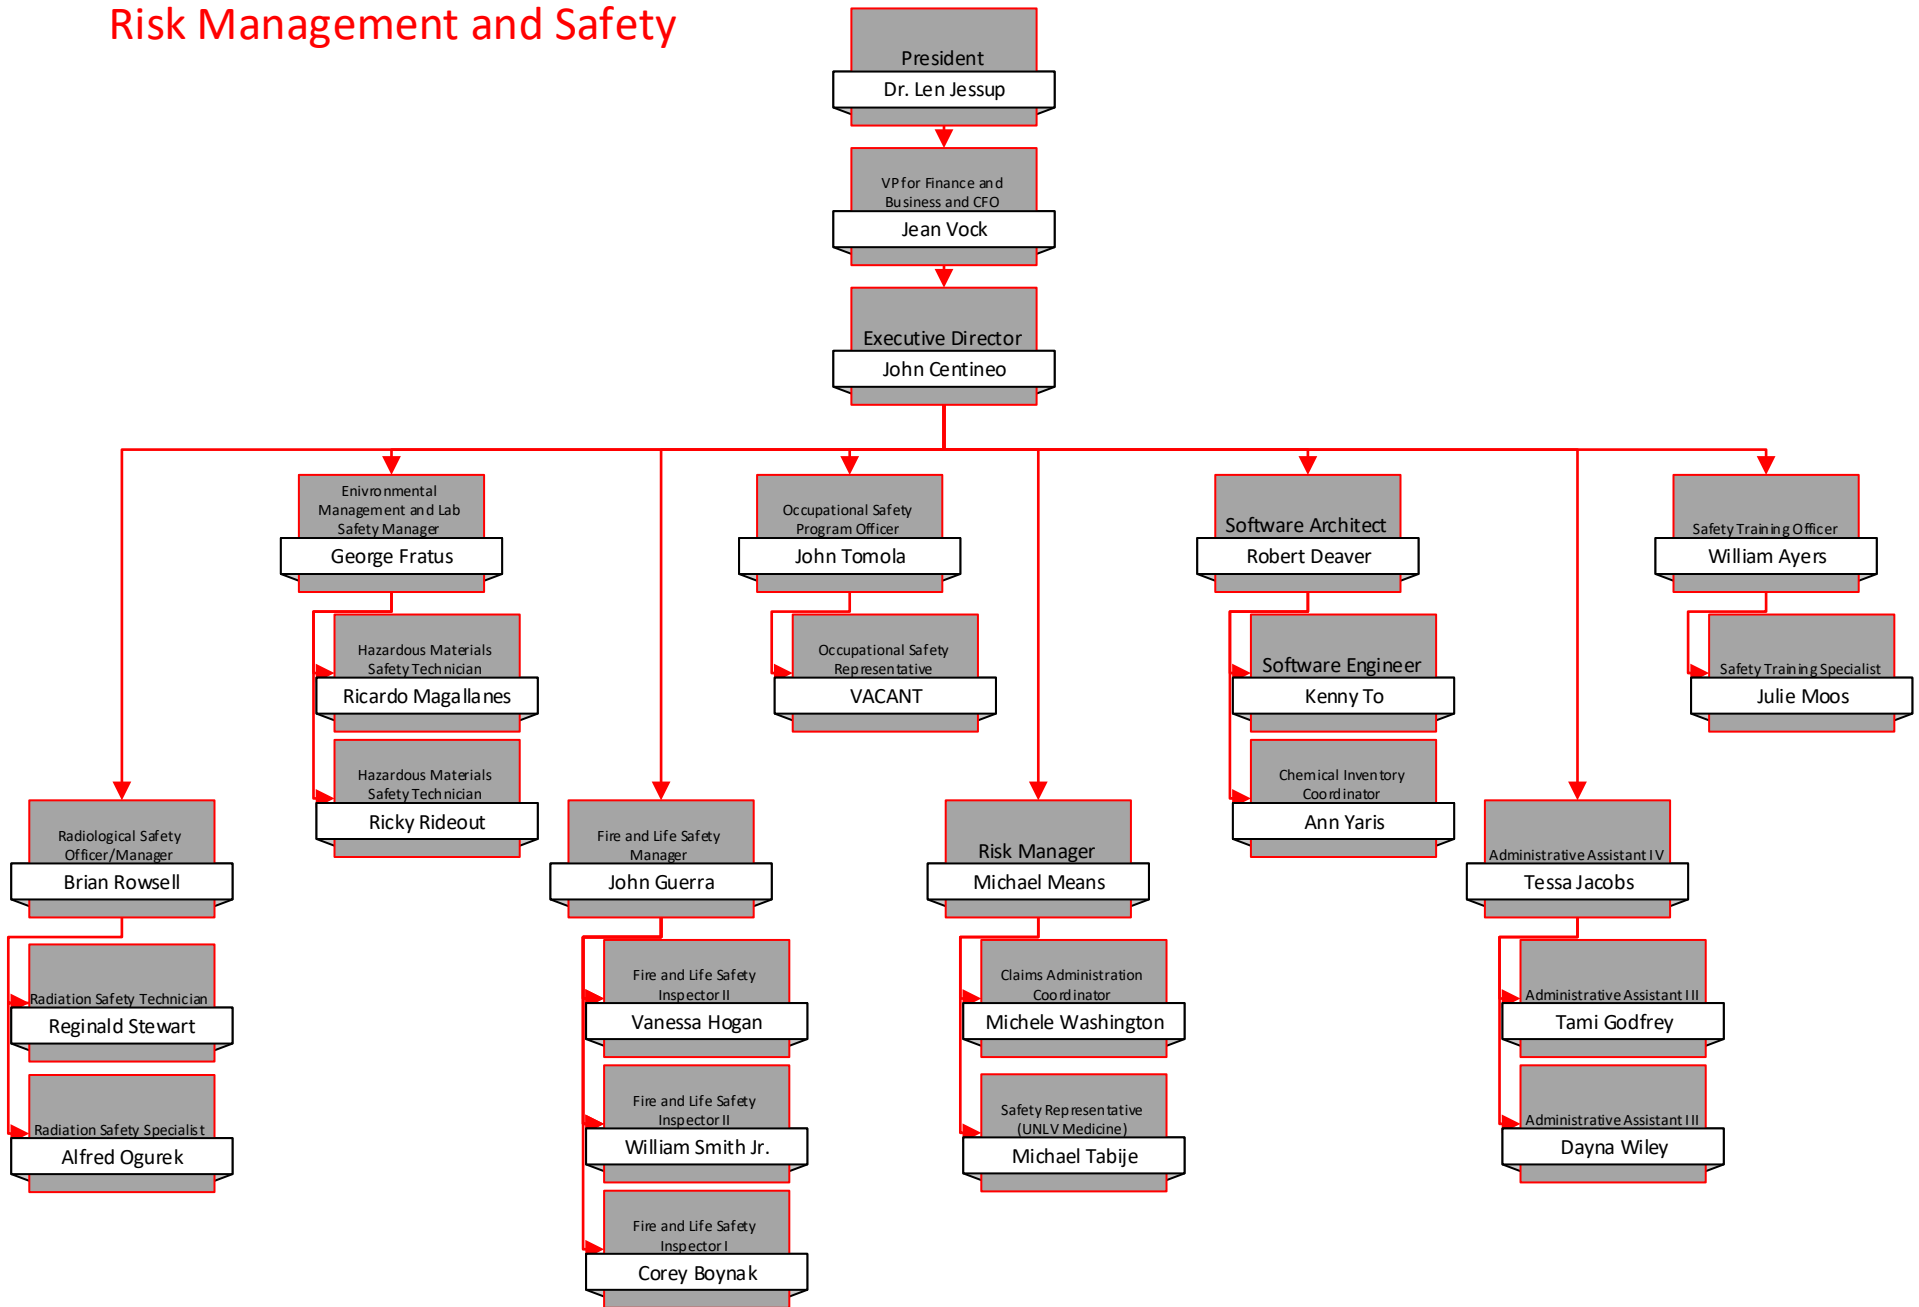 Risk Management and Safety
President
Dr. Len Jessup
VP for Finance and
Business and CFO
Jean Vock
Executive Director
John Centineo
Enivronmental
Management and Lab
Safety Manager
George Fratus
Hazardous Materials
Safety Technician
Ricardo Magallanes
Hazardous Materials
Safety Technician
Ricky Rideout
Occupational Safety
Program Officer
John Tomola
Occupational Safety
Representative
VACANT
Software Architect
Robert Deaver
Software Engineer
Kenny To
Chemical Inventory
Coordinator
Ann Yaris
Safety Training Officer
William Ayers
Safety Training Specialist
Julie Moos
Radiological Safety
Officer/Manager
Brian Rowsell
Radiation Safety Technician
Reginald Stewart
Radiation Safety Specialist
Alfred Ogurek
Fire and Life Safety
Manager
John Guerra
Fire and Life Safety
Inspector II
Vanessa Hogan
Fire and Life Safety
Inspector II
William Smith Jr.
Fire and Life Safety
Inspector I
Corey Boynak
Risk Manager
Michael Means
Claims Administration
Coordinator
Michele Washington
Safety Representative
(UNLV Medicine)
Michael Tabije
Administrative Assistant IV
Tessa Jacobs
Administrative Assistant III
Tami Godfrey
Administrative Assistant III
Dayna Wiley